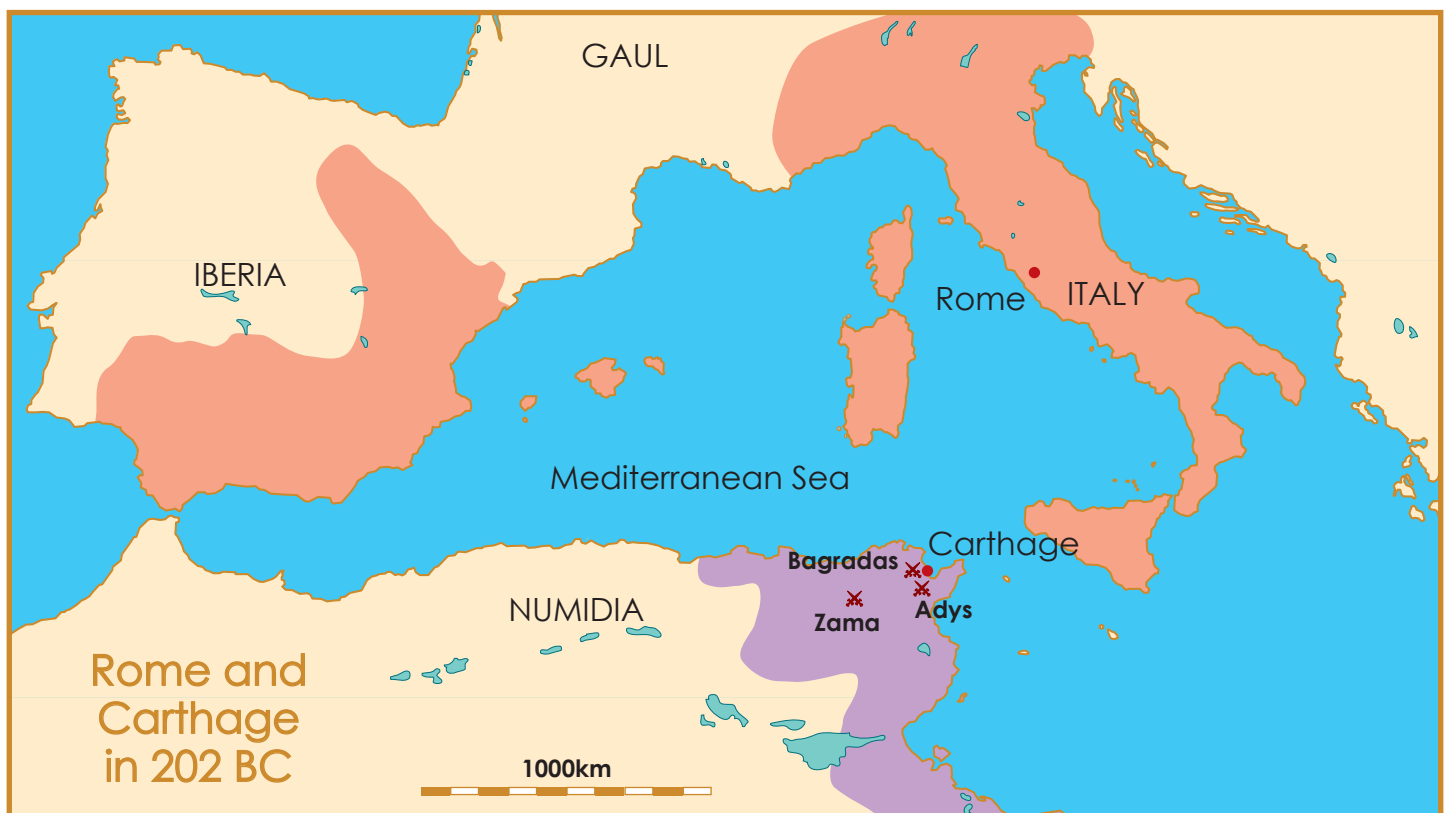 GAUL
IBERIA
Rome
ITALY
Mediterranean Sea
Carthage
Bagradas
NUMIDIA
Zama
Adys
Rome and
Carthage
in 202 BC
1000km